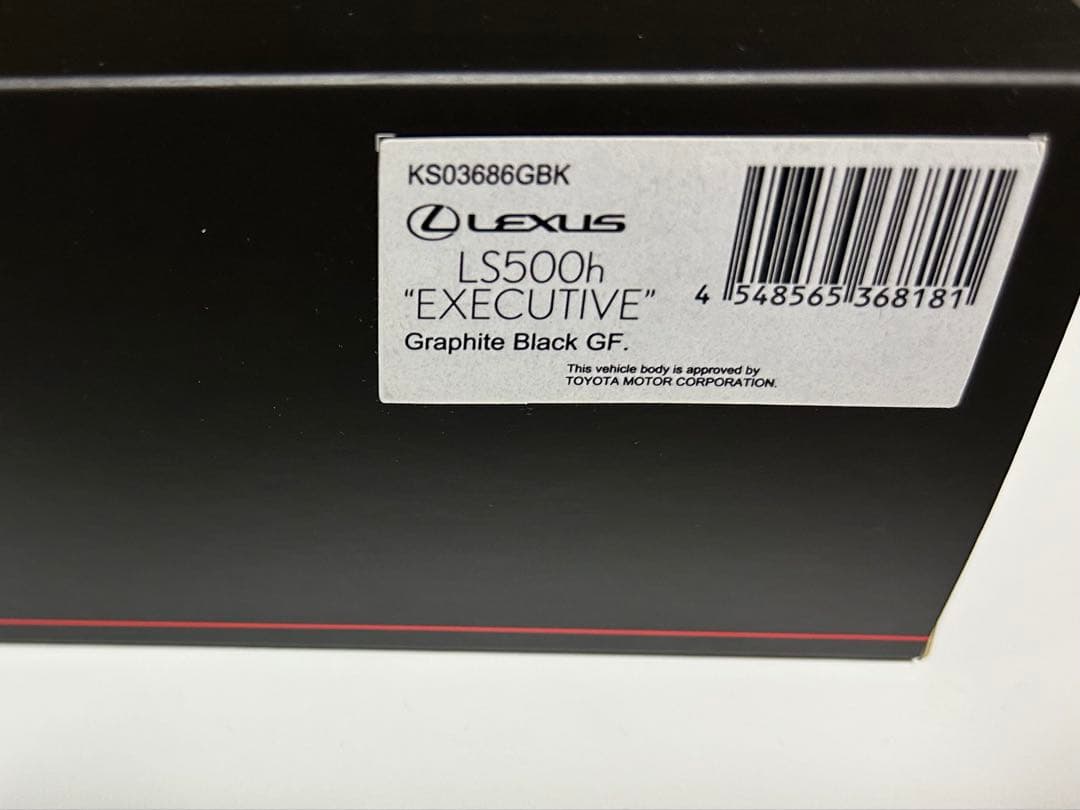 KS03686GBK
LEXUS
LS500h
"EXECUTIVE"
Graphite Black GF.
This vehicle body is approved by
TOYOTA MOTOR CORPORATION.
4 548565 368181